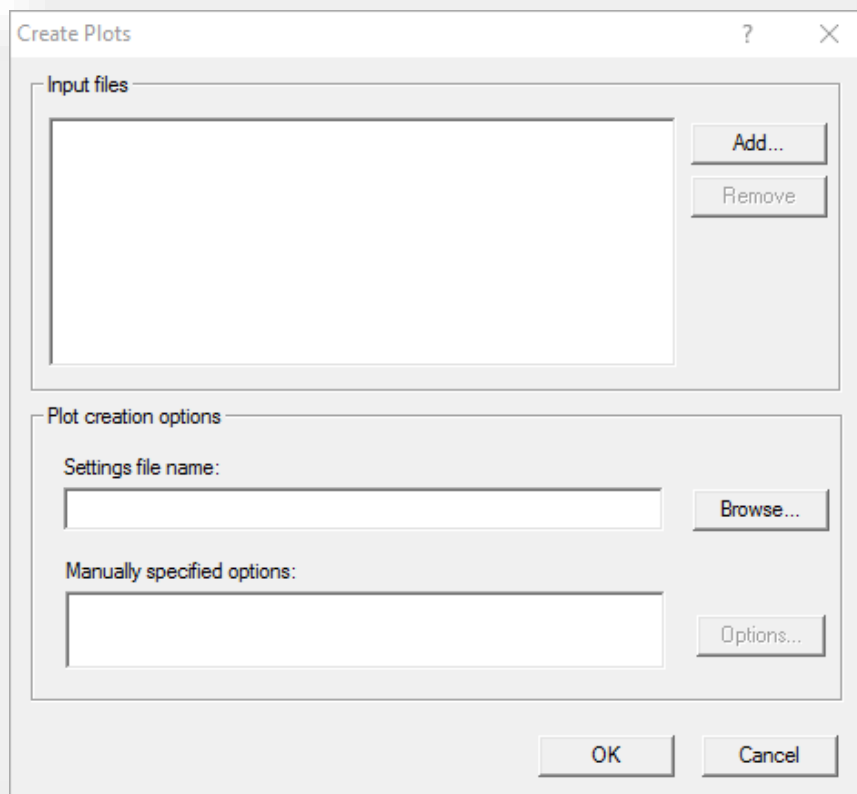 Create Plots ?
Input files
Add...
Remove
Plot creation options
Settings file name:
Browse...
Manually specified options:
Options...
OK Cancel